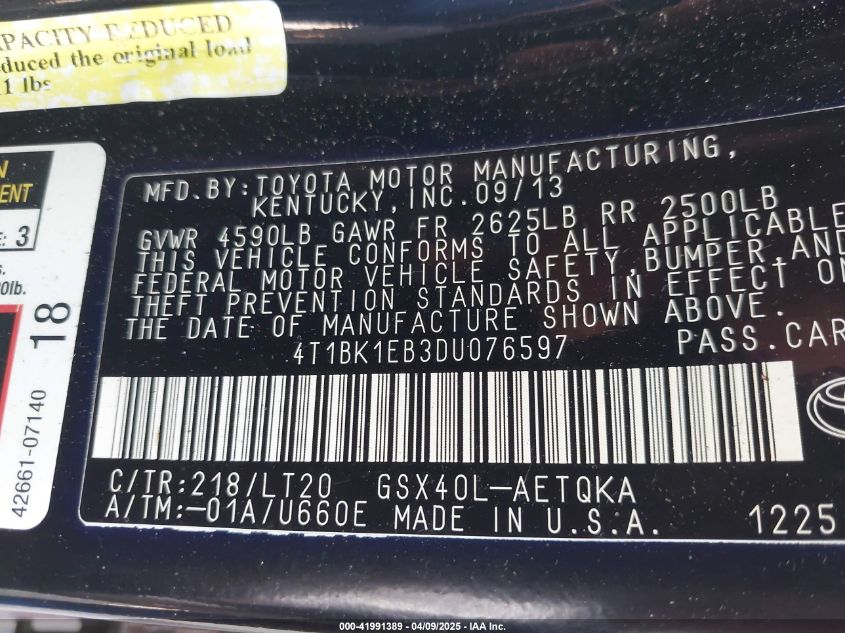 CAPACITY REDUCED
reduced the original load
1 lbs
MFD.BY:TOYOTA MOTOR MANUFACTURING,
KENTUCKY, INC.09/13
GVWR 4590LB GAWR FR 2625LB RR 2500LB
THIS VEHICLE CONFORMS TO ALL APPLICABLE
FEDERAL MOTOR VEHICLE SAFETY,BUMPER,AND
THEFT PREVENTION STANDARDS IN EFFECT ON
THE DATE OF MANUFACTURE SHOWN ABOVE.
4T1BK1EB3DU076597 PASS.CAR
C/TR:218/LT20 GSX40L-AETQKA
A/TM:-01A/U660E MADE IN U.S.A. 1225
: 3
18
42661-07140
000-41991389 - 04/09/2025 - IAA Inc.